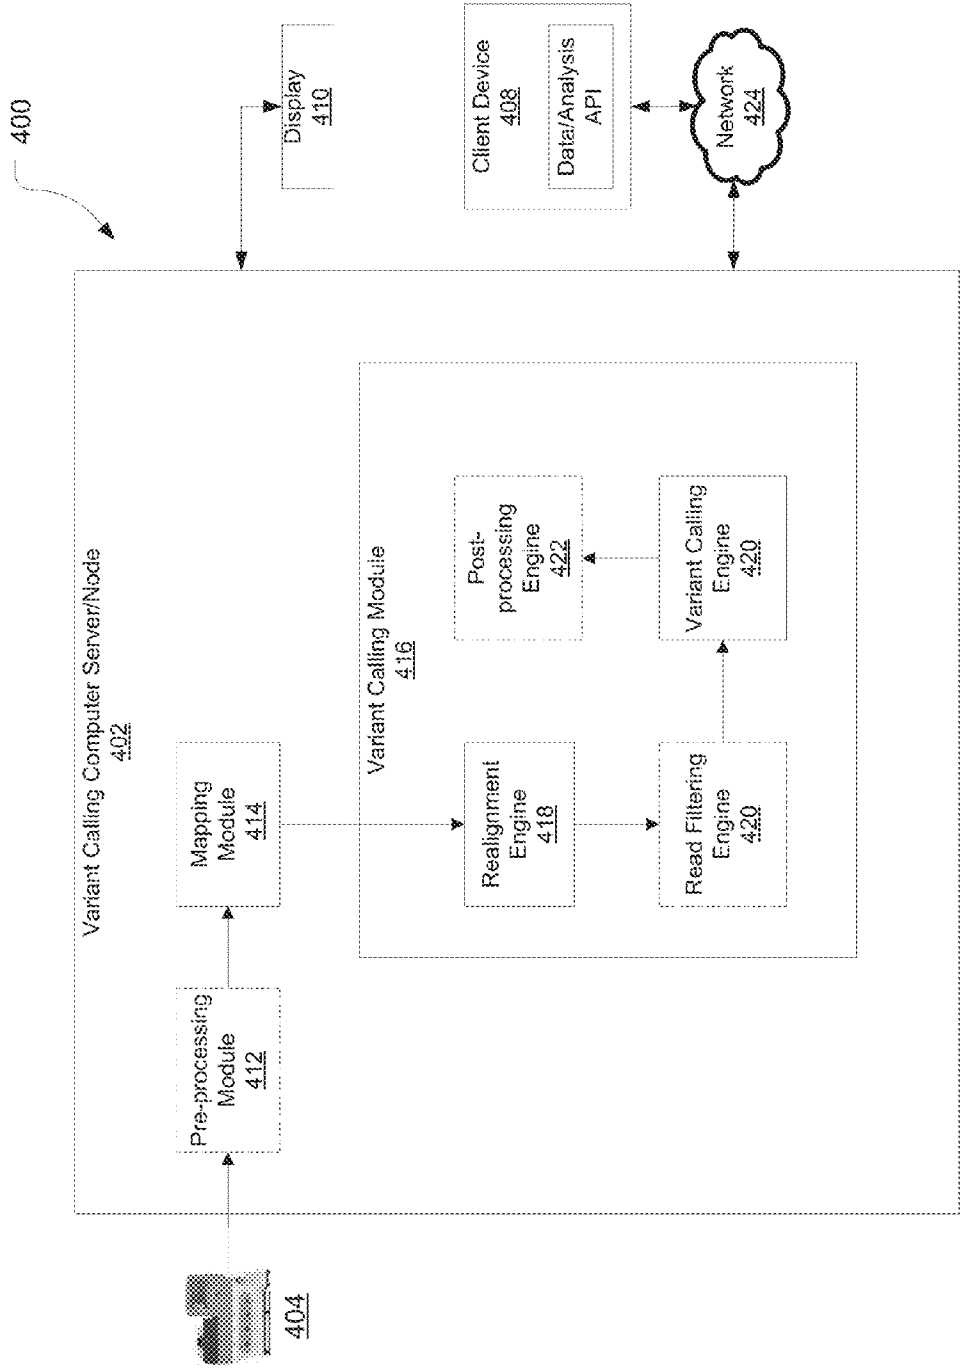 400
Variant Calling Computer Server/Node
402
404
Pre-processing
Module
412
Mapping
Module
414
Display
410
Variant Calling Module
416
Realignment
Engine
418
Post-
processing
Engine
422
Read Filtering
Engine
420
Variant Calling
Engine
420
Client Device
408
Data/Analysis
API
Network
424